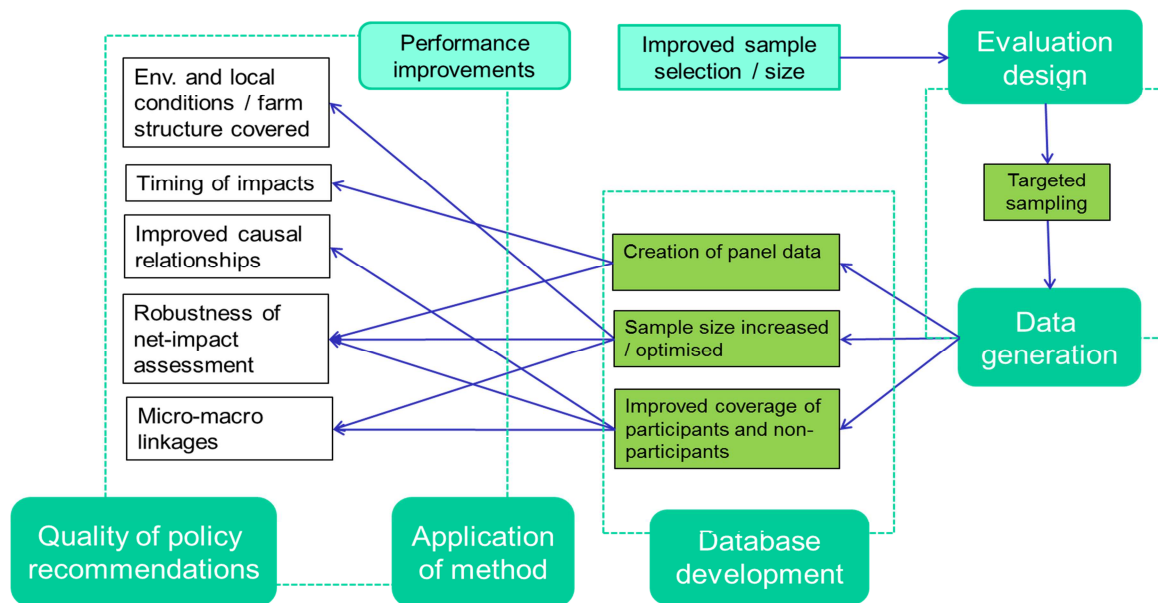 Performance
improvements
Improved sample
selection / size
Evaluation
design
Env. and local
conditions / farm
structure covered
Timing of impacts
Targeted
sampling
Improved causal
relationships
Creation of panel data
Robustness of
net-impact
assessment
Sample size increased
/ optimised
Data
generation
Micro-macro
linkages
Improved coverage of
participants and non-
participants
Quality of policy
recommendations
Application
of method
Database
development